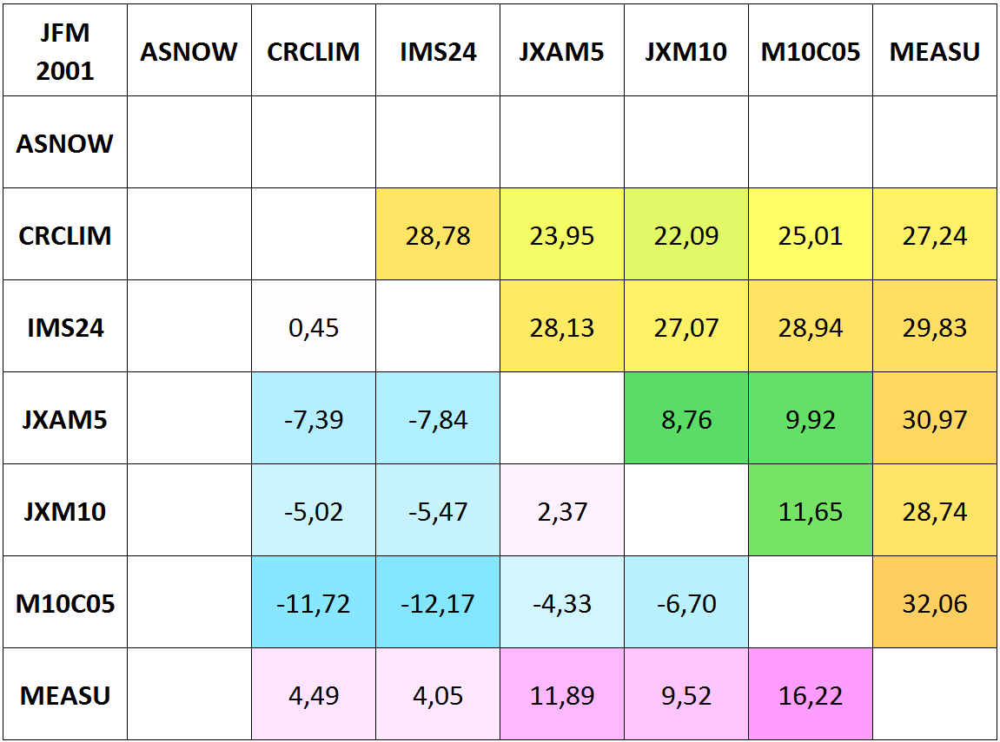 JFM 2001 ASNOW CRCLIM IMS24 JXAM5 JXM10 M10C05 MEASU
ASNOW
CRCLIM 28,78 23,95 22,09 25,01 27,24
IMS24 0,45 28,13 27,07 28,94 29,83
JXAM5 -7,39 -7,84 8,76 9,92 30,97
JXM10 -5,02 -5,47 2,37 11,65 28,74
M10C05 -11,72 -12,17 -4,33 -6,70 32,06
MEASU 4,49 4,05 11,89 9,52 16,22